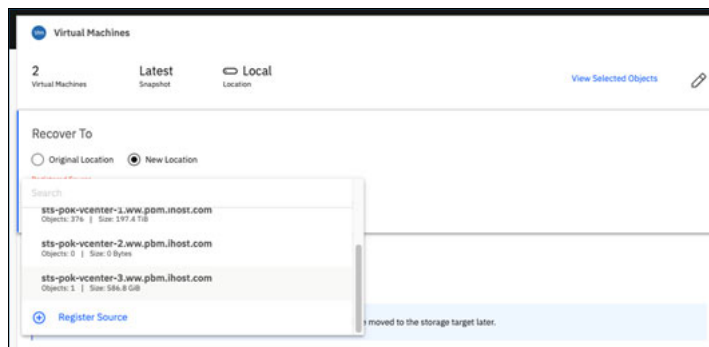 vm Virtual Machines
2 Latest Local View Selected Objects
Virtual Machines Snapshot Location
Recover To
Original Location New Location
Registered Source
Search
sts-pok-vcenter-1.ww.pbm.ihost.com
Objects: 376 | Size: 197.4 TiB
sts-pok-vcenter-2.ww.pbm.ihost.com
Objects: 0 | Size: 0 Bytes
sts-pok-vcenter-3.ww.pbm.ihost.com
Objects: 1 | Size: 586.8 GiB
Register Source
moved to the storage target later.